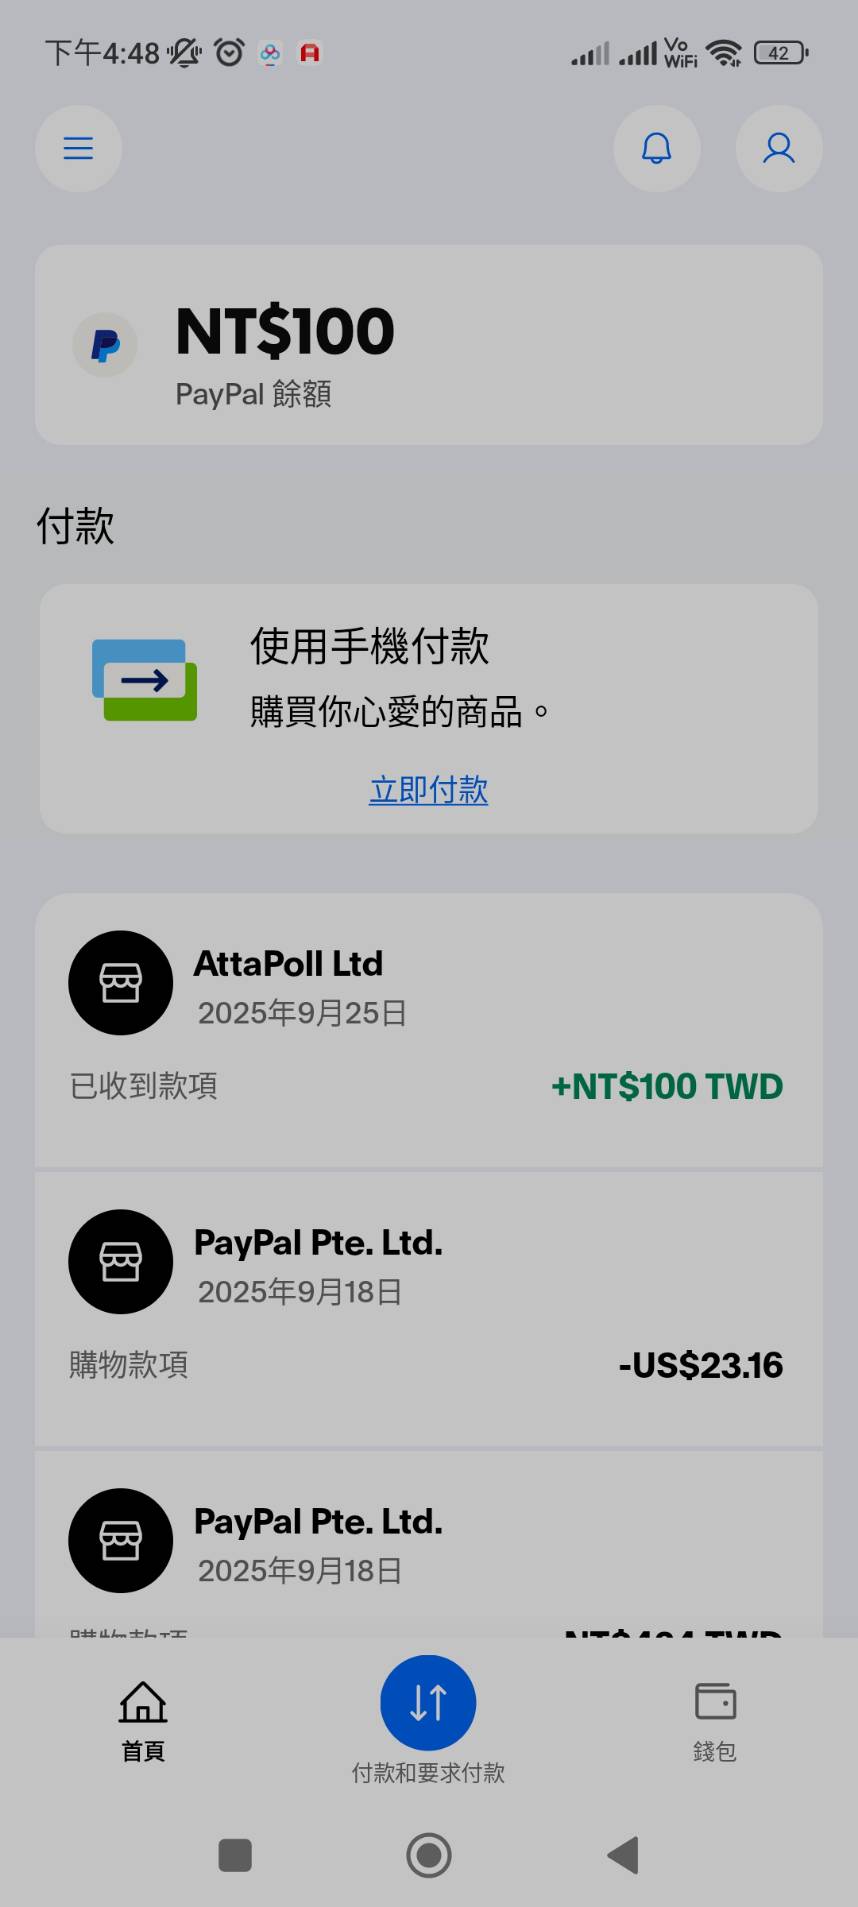 下午4:48
Vo
WiFi
42
NT$100
PayPal 餘額
付款
使用手機付款
購買你心愛的商品。
立即付款
AttaPoll Ltd
2025年9月25日
已收到款項
+NT$100 TWD
PayPal Pte. Ltd.
2025年9月18日
購物款項
-US$23.16
PayPal Pte. Ltd.
2025年9月18日
購物款項
首頁
付款和要求付款
錢包